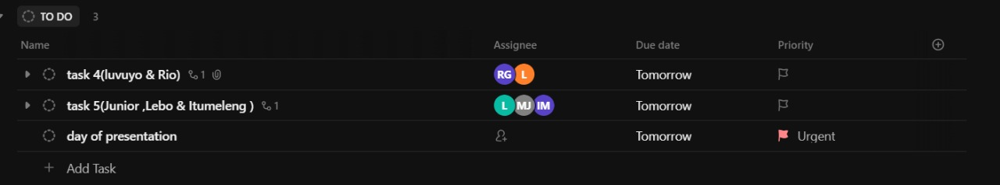 TO DO 3
Name Assignee Due date Priority
task 4(luvuyo & Rio) 1 RG L Tomorrow
task 5(Junior ,Lebo & Itumeleng ) 1 L MJ IM Tomorrow
day of presentation Tomorrow Urgent
+ Add Task